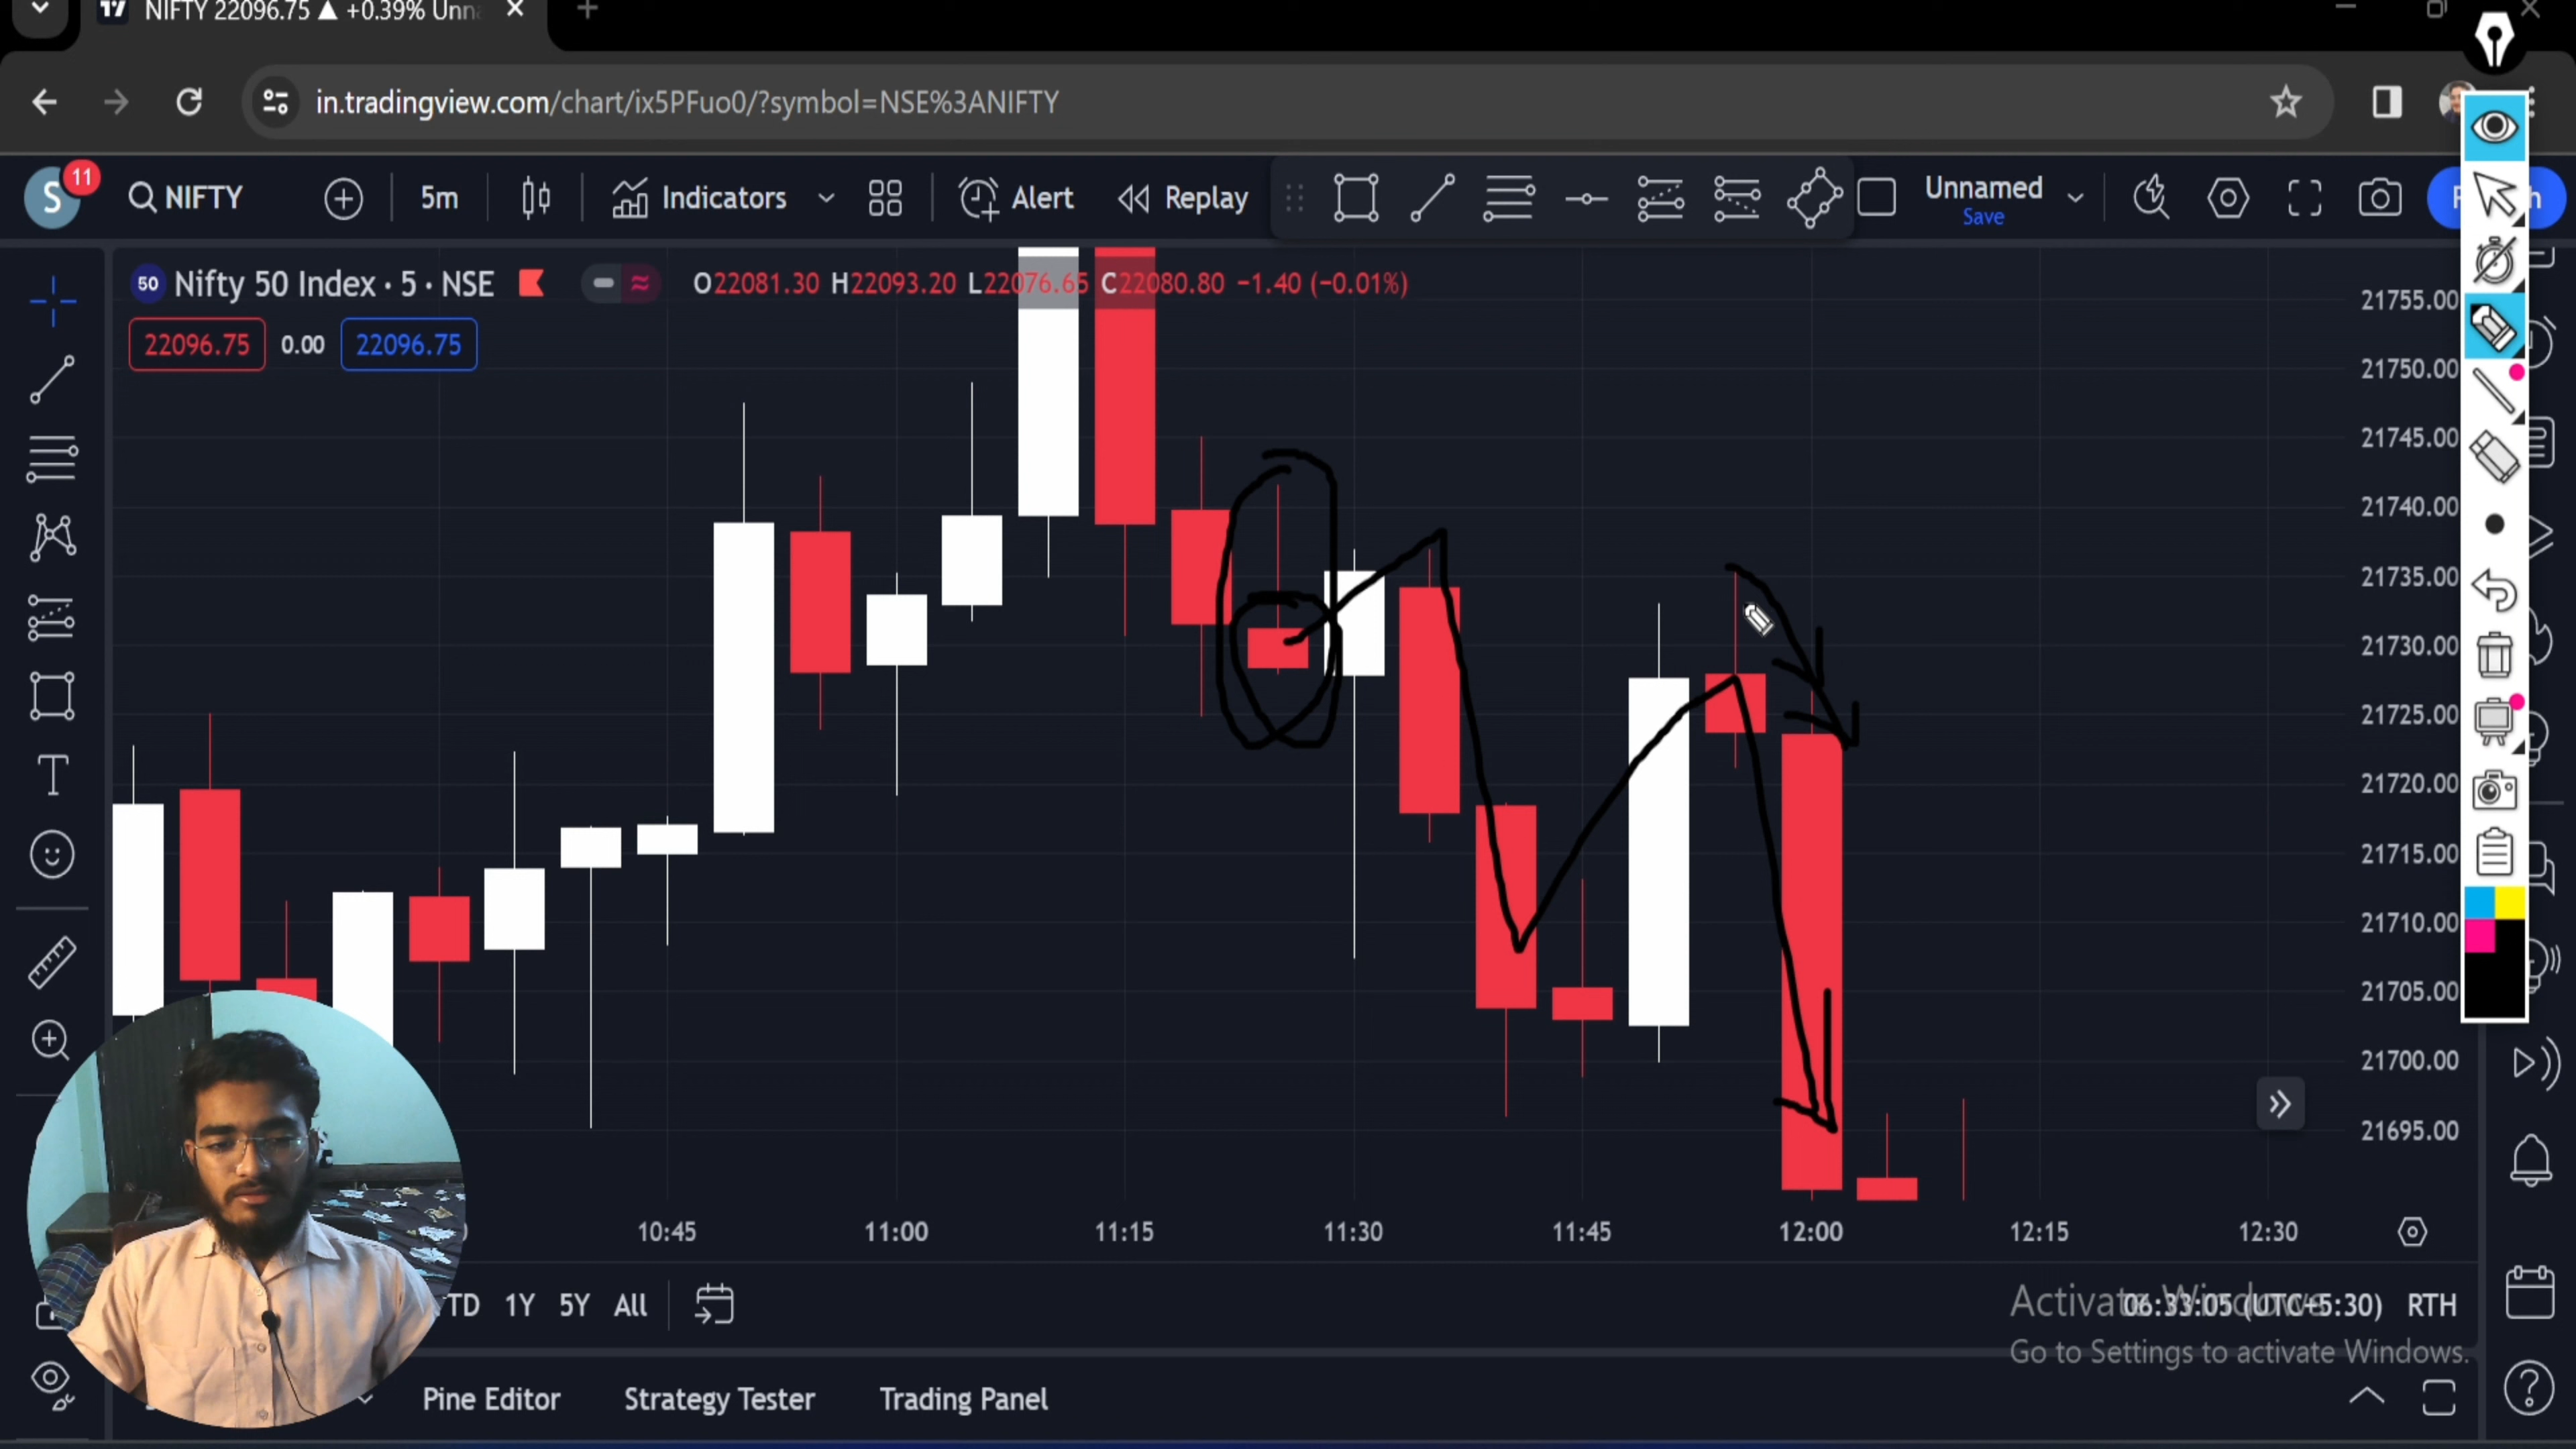 NIFTY 22096.75 ▲ +0.39% Unna
in.tradingview.com/chart/ix5PFuo0/?symbol=NSE%3ANIFTY
S 11 NIFTY 5m Indicators Alert Replay Unnamed
Save
50 Nifty 50 Index · 5 · NSE O22081.30 H22093.20 L22076.65 C22080.80 −1.40 (−0.01%)
22096.75 0.00 22096.75
21755.00
21750.00
21745.00
21740.00
21735.00
21730.00
21725.00
21720.00
21715.00
21710.00
21705.00
21700.00
21695.00
10:45 11:00 11:15 11:30 11:45 12:00 12:15 12:30
TD 1Y 5Y All 06:33:05 (UTC+5:30) RTH
Activate Windows
Go to Settings to activate Windows.
Pine Editor Strategy Tester Trading Panel